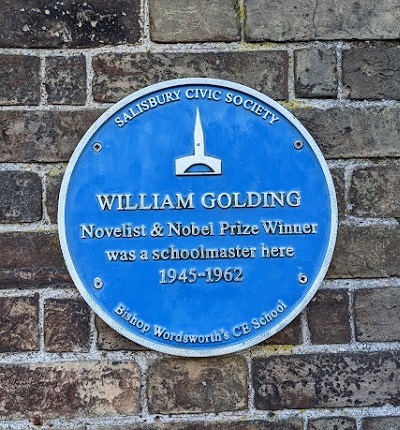 SALISBURY CIVIC SOCIETY
WILLIAM GOLDING
Novelist & Nobel Prize Winner
was a schoolmaster here
1945-1962
Bishop Wordsworth's CE School